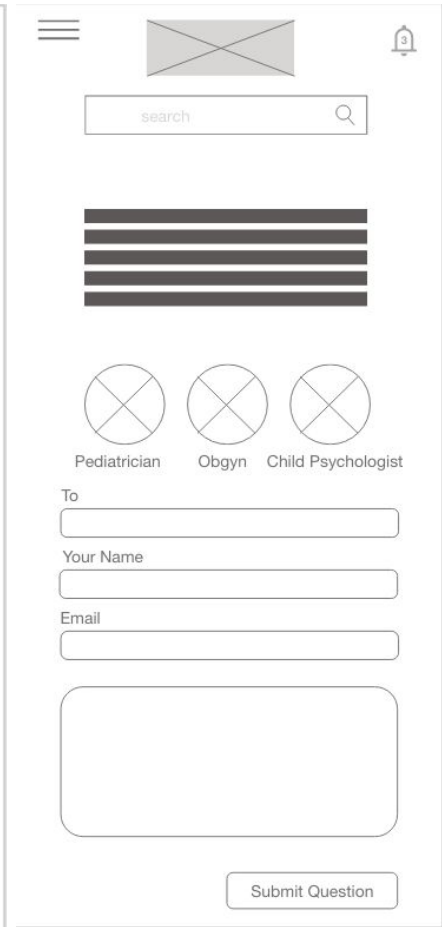 3
search
Pediatrician Obgyn Child Psychologist
To
Your Name
Email
Submit Question